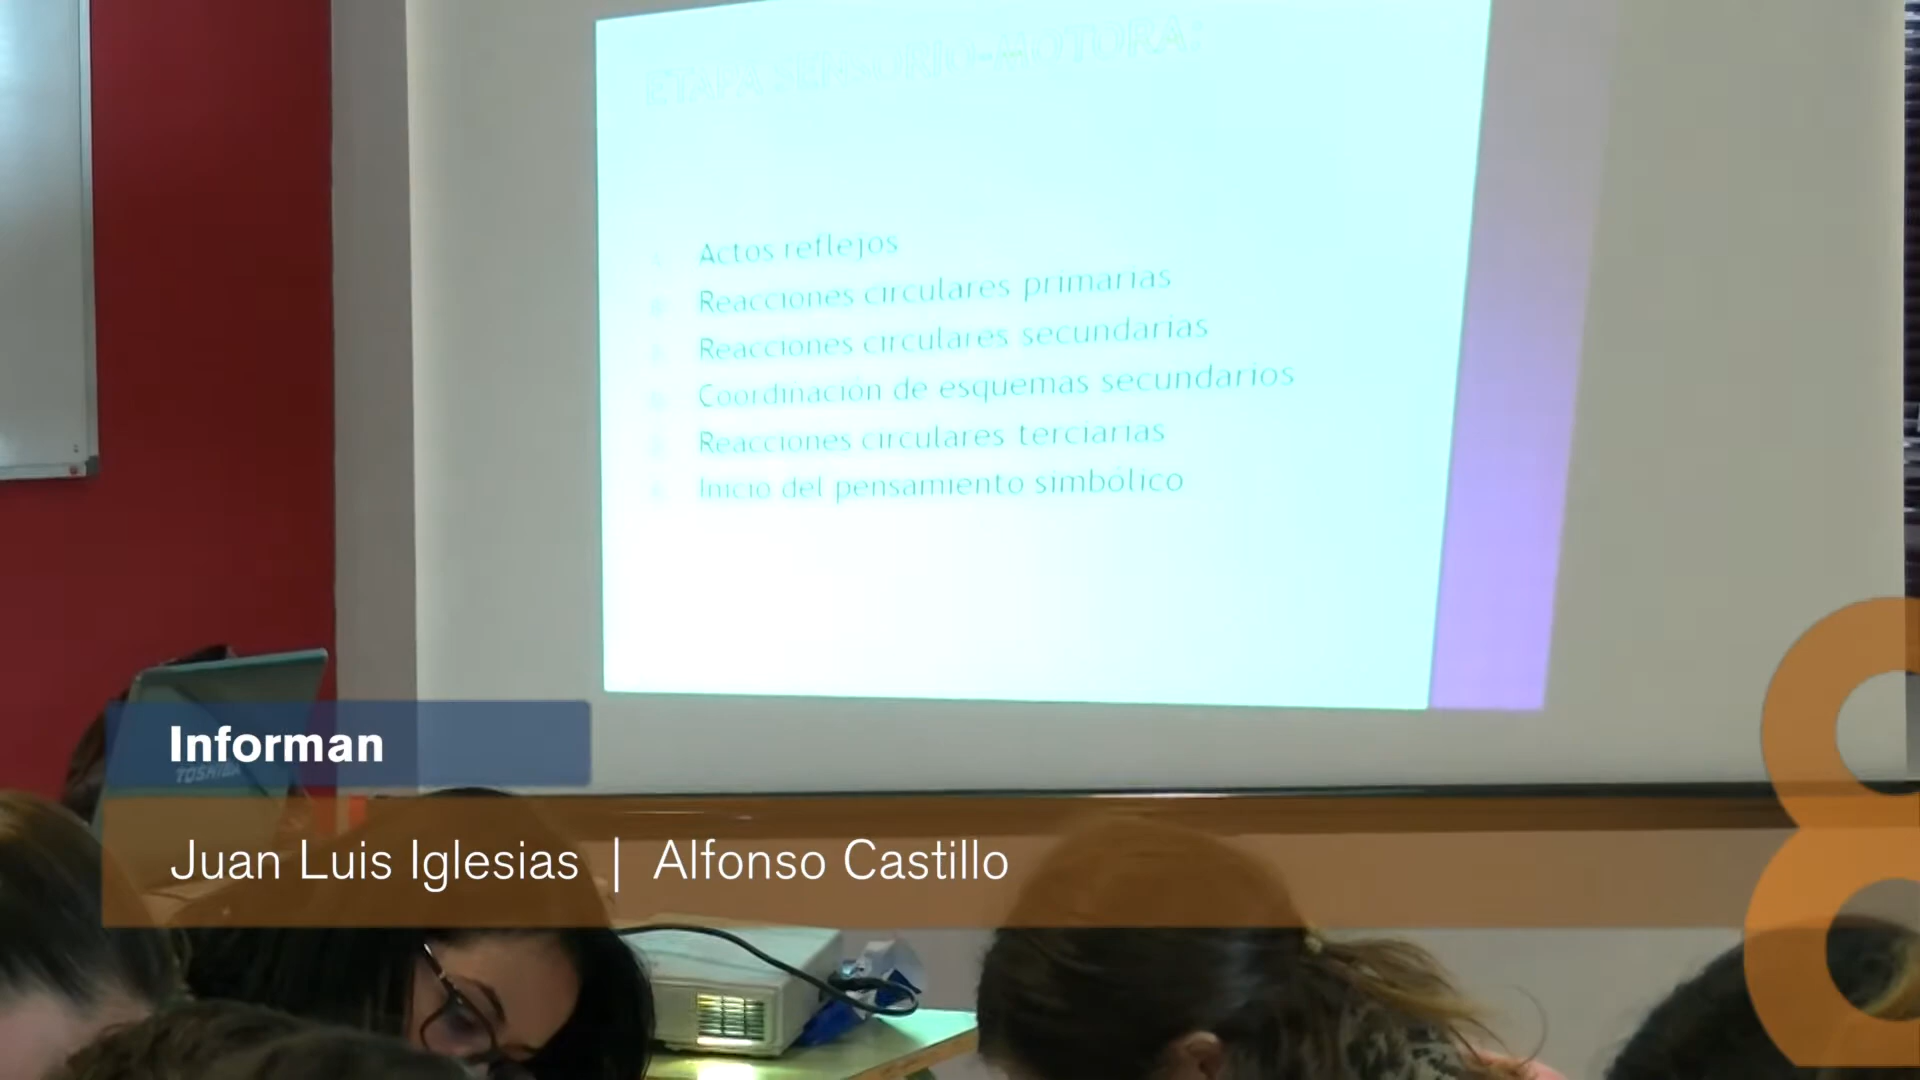 ETAPA SENSORIO-MOTORA:
Actos reflejos
Reacciones circulares primarias
Reacciones circulares secundarias
Coordinación de esquemas secundarios
Reacciones circulares terciarias
Inicio del pensamiento simbólico
Informan
TOSHIBA
Juan Luis Iglesias | Alfonso Castillo
8